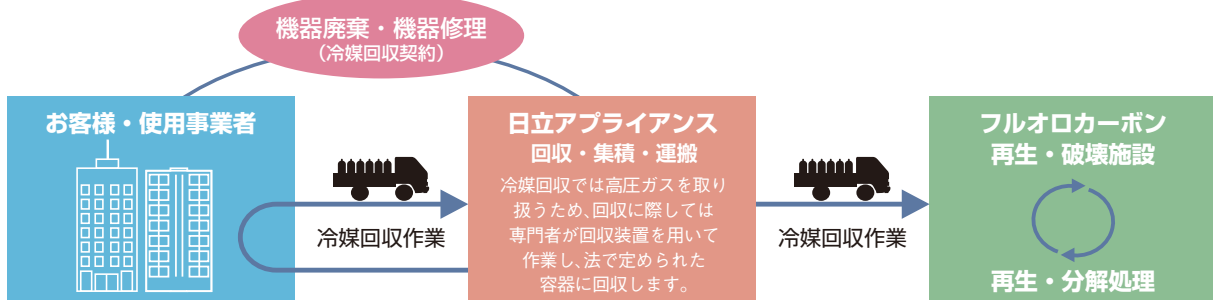 機器廃棄・機器修理
（冷媒回収契約）
お客様・使用事業者
冷媒回収作業
日立アプライアンス
回収・集積・運搬
冷媒回収では高圧ガスを取り
扱うため、回収に際しては
専門者が回収装置を用いて
作業し、法で定められた
容器に回収します。
冷媒回収作業
フルオロカーボン
再生・破壊施設
再生・分解処理